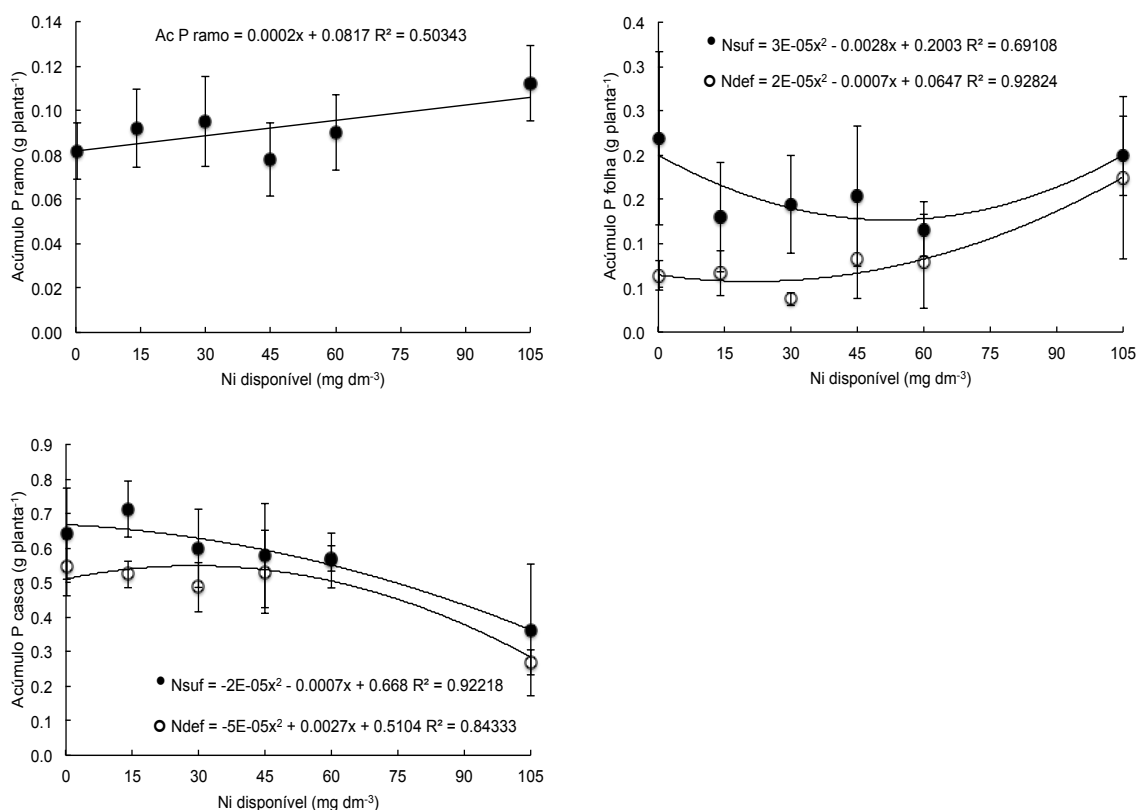 Ac P ramo = 0.0002x + 0.0817 R² = 0.50343
Acúmulo P ramo (g planta⁻¹)
0.14
0.12
0.10
0.08
0.06
0.04
0.02
0.00
0 15 30 45 60 75 90 105
Ni disponível (mg dm⁻³)
Nsuf = 3E-05x² - 0.0028x + 0.2003 R² = 0.69108
Ndef = 2E-05x² - 0.0007x + 0.0647 R² = 0.92824
Acúmulo P folha (g planta⁻¹)
0.4
0.3
0.3
0.2
0.2
0.1
0.1
0.0
0 15 30 45 60 75 90 105
Ni disponível (mg dm⁻³)
Acúmulo P casca (g planta⁻¹)
0.9
0.8
0.7
0.6
0.5
0.4
0.3
0.2
0.1
0.0
Nsuf = -2E-05x² - 0.0007x + 0.668 R² = 0.92218
Ndef = -5E-05x² + 0.0027x + 0.5104 R² = 0.84333
0 15 30 45 60 75 90 105
Ni disponível (mg dm⁻³)